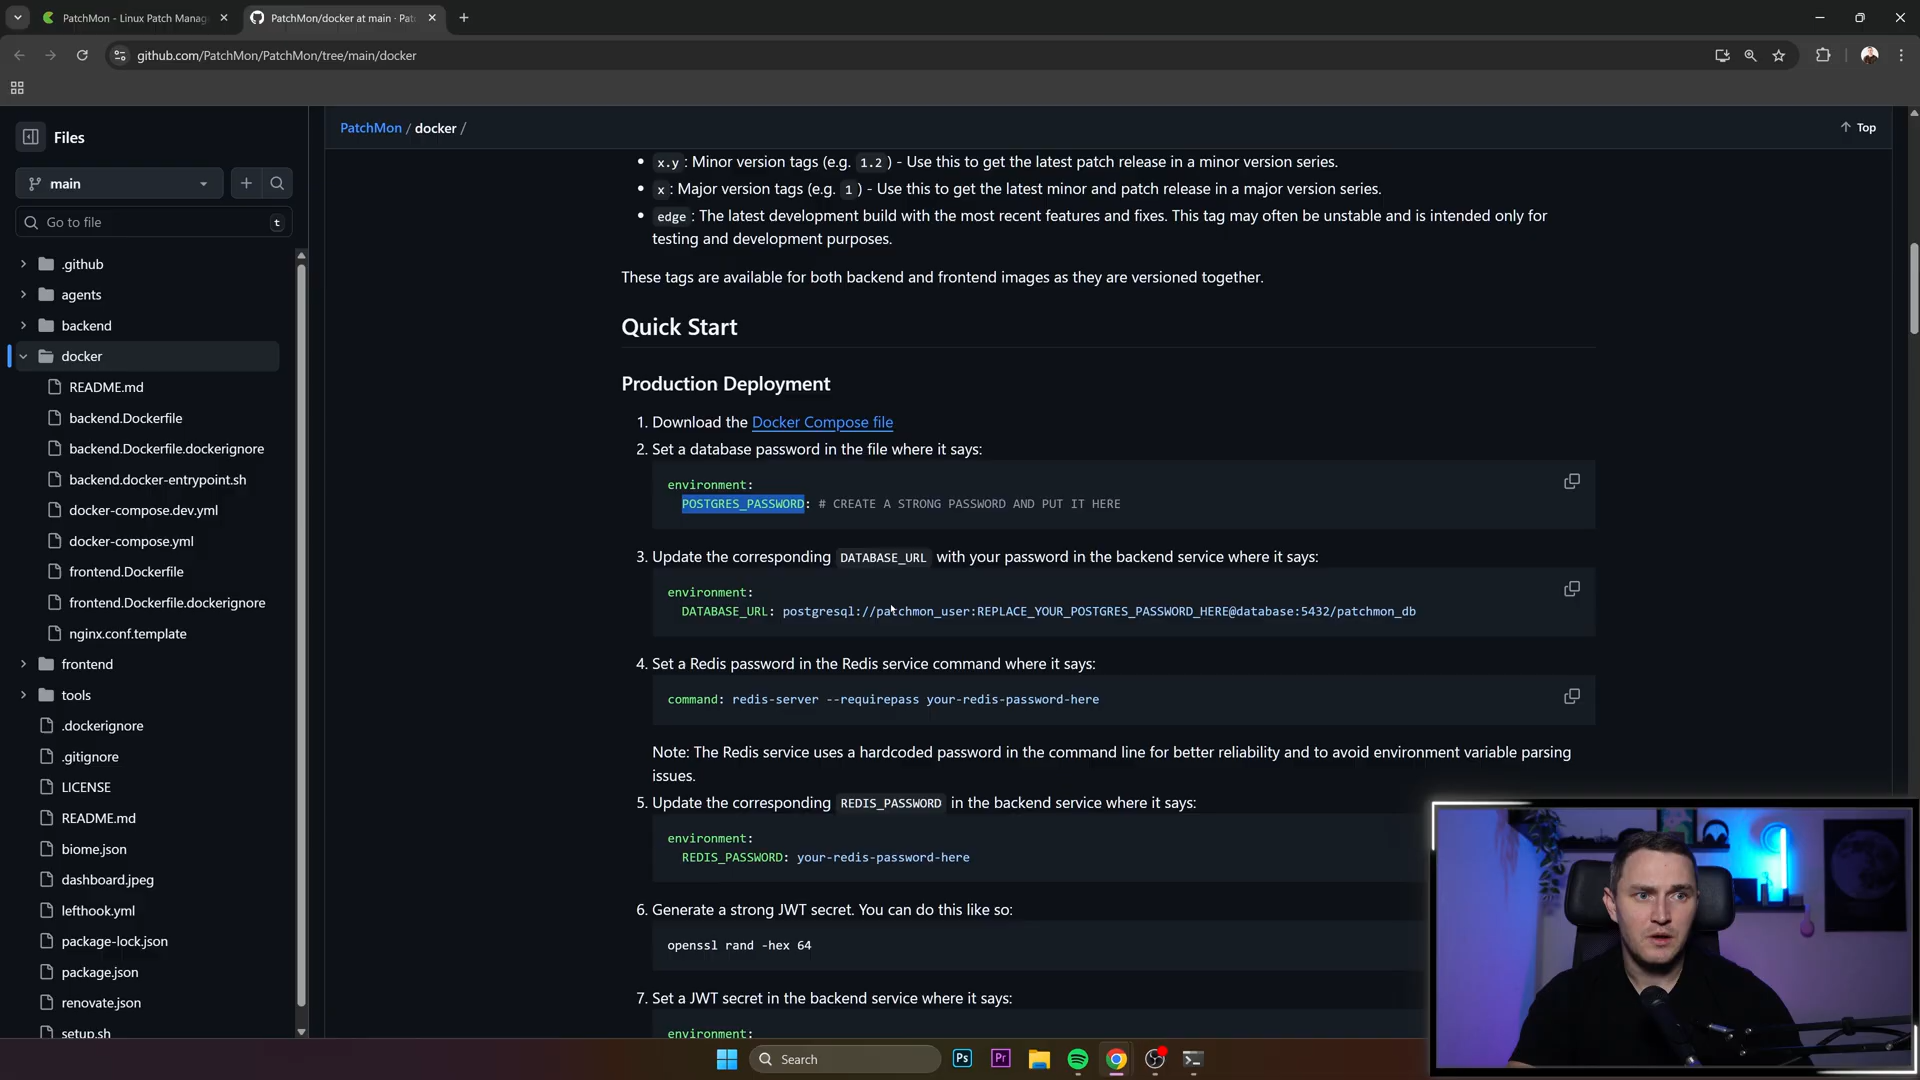 PatchMon - Linux Patch Manag
PatchMon/docker at main · Pat
github.com/PatchMon/PatchMon/tree/main/docker
Files
main
Go to file
t
.github
agents
backend
docker
README.md
backend.Dockerfile
backend.Dockerfile.dockerignore
backend.docker-entrypoint.sh
docker-compose.dev.yml
docker-compose.yml
frontend.Dockerfile
frontend.Dockerfile.dockerignore
nginx.conf.template
frontend
tools
.dockerignore
.gitignore
LICENSE
README.md
biome.json
dashboard.jpeg
lefthook.yml
package-lock.json
package.json
renovate.json
setup.sh
PatchMon / docker /
Top
x.y : Minor version tags (e.g. 1.2 ) - Use this to get the latest patch release in a minor version series.
x : Major version tags (e.g. 1 ) - Use this to get the latest minor and patch release in a major version series.
edge : The latest development build with the most recent features and fixes. This tag may often be unstable and is intended only for
testing and development purposes.
These tags are available for both backend and frontend images as they are versioned together.
Quick Start
Production Deployment
1. Download the Docker Compose file
2. Set a database password in the file where it says:
environment:
POSTGRES_PASSWORD: # CREATE A STRONG PASSWORD AND PUT IT HERE
3. Update the corresponding DATABASE_URL with your password in the backend service where it says:
environment:
DATABASE_URL: postgresql://patchmon_user:REPLACE_YOUR_POSTGRES_PASSWORD_HERE@database:5432/patchmon_db
4. Set a Redis password in the Redis service command where it says:
command: redis-server --requirepass your-redis-password-here
Note: The Redis service uses a hardcoded password in the command line for better reliability and to avoid environment variable parsing
issues.
5. Update the corresponding REDIS_PASSWORD in the backend service where it says:
environment:
REDIS_PASSWORD: your-redis-password-here
6. Generate a strong JWT secret. You can do this like so:
openssl rand -hex 64
7. Set a JWT secret in the backend service where it says:
environment:
Search
Ps
Pr